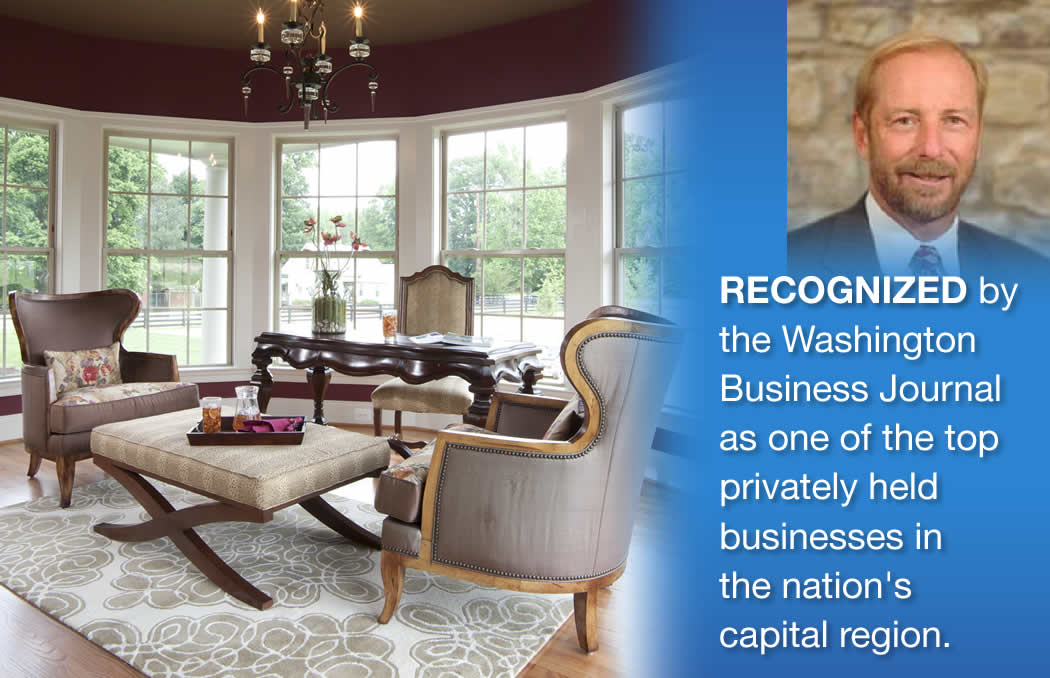 RECOGNIZED by
the Washington
Business Journal
as one of the top
privately held
businesses in
the nation's
capital region.